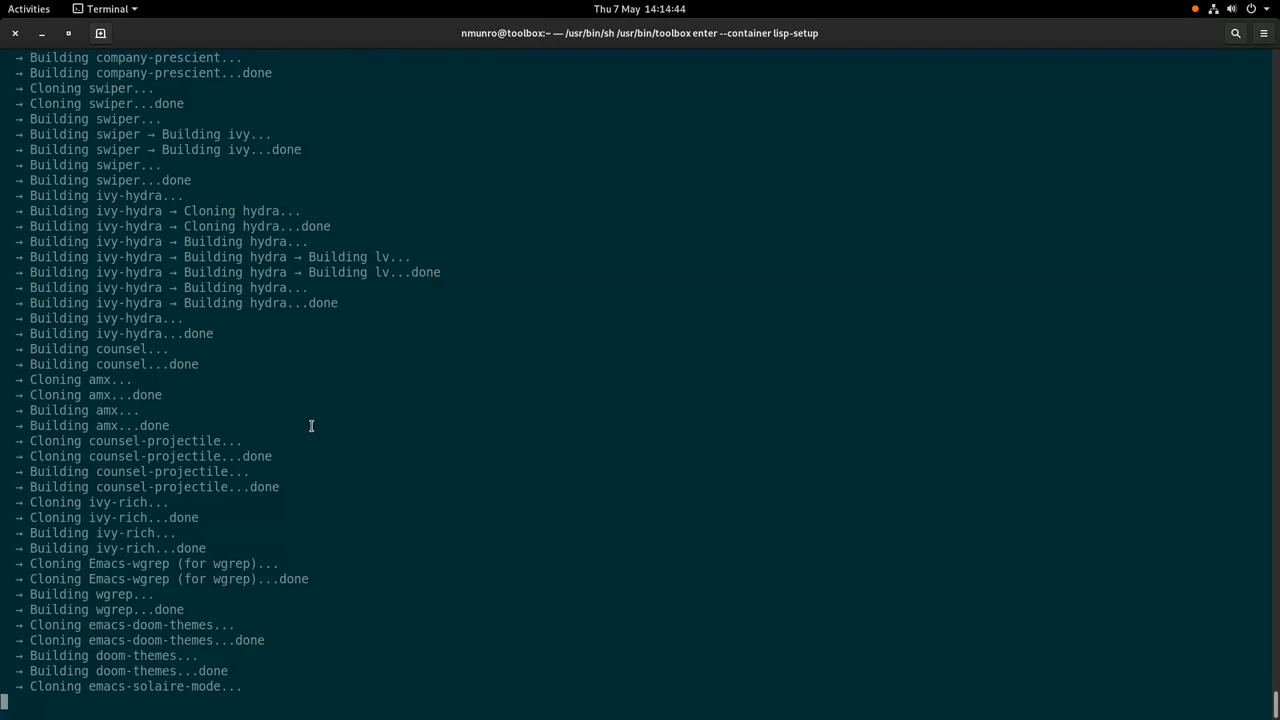 Activities
Terminal
Thu 7 May 14:14:44
nmunro@toolbox:~ — /usr/bin/sh /usr/bin/toolbox enter --container lisp-setup
→ Building company-prescient...
→ Building company-prescient...done
→ Cloning swiper...
→ Cloning swiper...done
→ Building swiper...
→ Building swiper → Building ivy...
→ Building swiper → Building ivy...done
→ Building swiper...
→ Building swiper...done
→ Building ivy-hydra...
→ Building ivy-hydra → Cloning hydra...
→ Building ivy-hydra → Cloning hydra...done
→ Building ivy-hydra → Building hydra...
→ Building ivy-hydra → Building hydra → Building lv...
→ Building ivy-hydra → Building hydra → Building lv...done
→ Building ivy-hydra → Building hydra...
→ Building ivy-hydra → Building hydra...done
→ Building ivy-hydra...
→ Building ivy-hydra...done
→ Building counsel...
→ Building counsel...done
→ Cloning amx...
→ Cloning amx...done
→ Building amx...
→ Building amx...done
→ Cloning counsel-projectile...
→ Cloning counsel-projectile...done
→ Building counsel-projectile...
→ Building counsel-projectile...done
→ Cloning ivy-rich...
→ Cloning ivy-rich...done
→ Building ivy-rich...
→ Building ivy-rich...done
→ Cloning Emacs-wgrep (for wgrep)...
→ Cloning Emacs-wgrep (for wgrep)...done
→ Building wgrep...
→ Building wgrep...done
→ Cloning emacs-doom-themes...
→ Cloning emacs-doom-themes...done
→ Building doom-themes...
→ Building doom-themes...done
→ Cloning emacs-solaire-mode...